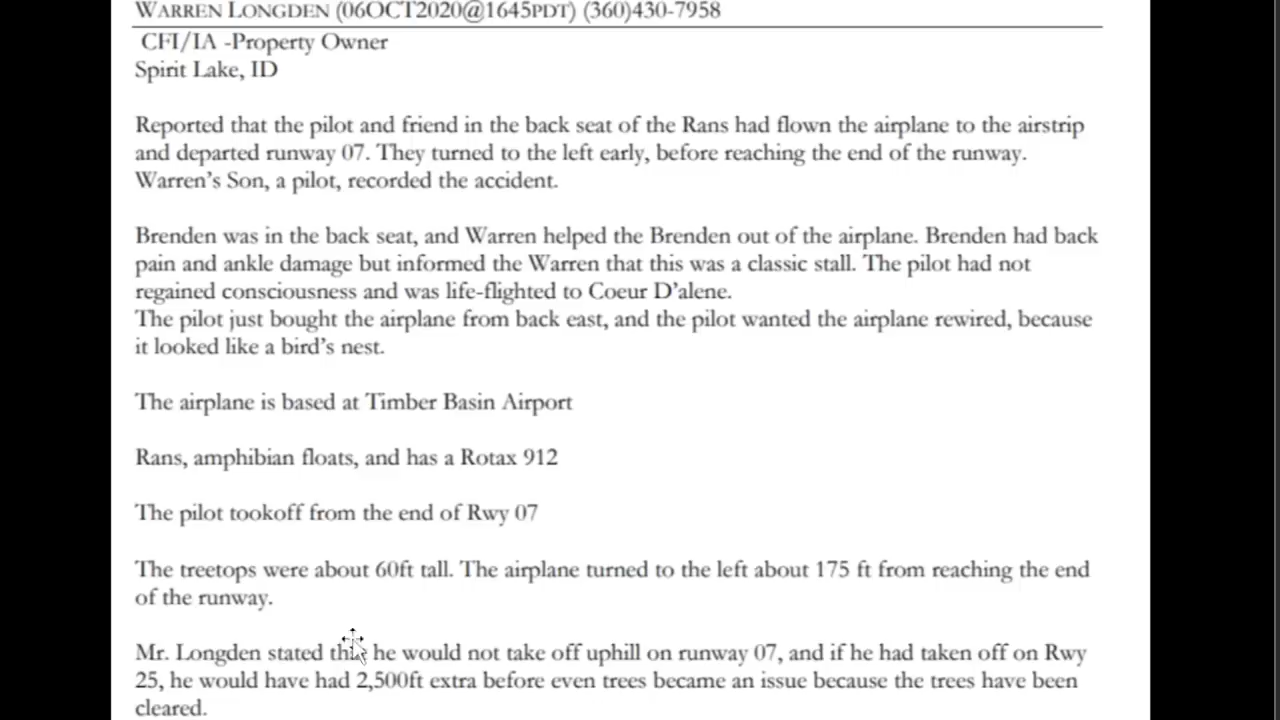 WARREN LONGDEN (06OCT2020@1645PDT) (360)430-7958
CFI/IA -Property Owner
Spirit Lake, ID
Reported that the pilot and friend in the back seat of the Rans had flown the airplane to the airstrip
and departed runway 07. They turned to the left early, before reaching the end of the runway.
Warren's Son, a pilot, recorded the accident.
Brenden was in the back seat, and Warren helped the Brenden out of the airplane. Brenden had back
pain and ankle damage but informed the Warren that this was a classic stall. The pilot had not
regained consciousness and was life-flighted to Coeur D'alene.
The pilot just bought the airplane from back east, and the pilot wanted the airplane rewired, because
it looked like a bird's nest.
The airplane is based at Timber Basin Airport
Rans, amphibian floats, and has a Rotax 912
The pilot tookoff from the end of Rwy 07
The treetops were about 60ft tall. The airplane turned to the left about 175 ft from reaching the end
of the runway.
Mr. Longden stated that he would not take off uphill on runway 07, and if he had taken off on Rwy
25, he would have had 2,500ft extra before even trees became an issue because the trees have been
cleared.